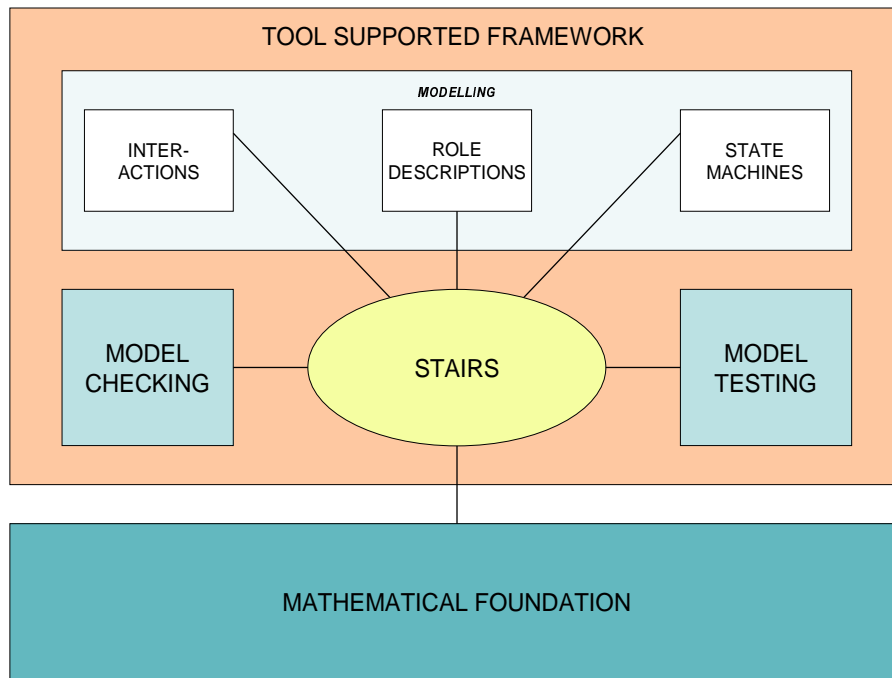 TOOL SUPPORTED FRAMEWORK
MODELLING
INTER-
ACTIONS
ROLE
DESCRIPTIONS
STATE
MACHINES
MODEL
CHECKING
STAIRS
MODEL
TESTING
MATHEMATICAL FOUNDATION